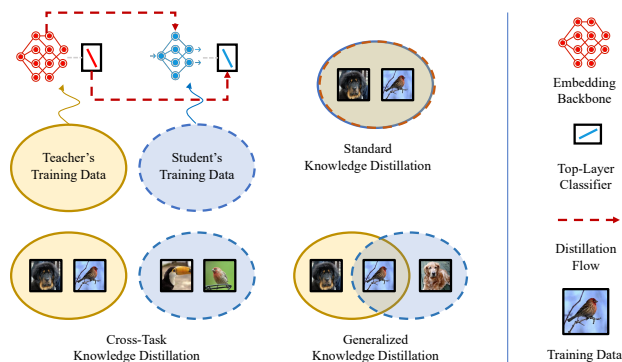 Teacher's
Training Data
Student's
Training Data
Standard
Knowledge Distillation
Cross-Task
Knowledge Distillation
Generalized
Knowledge Distillation
Embedding
Backbone
Top-Layer
Classifier
Distillation
Flow
Training Data